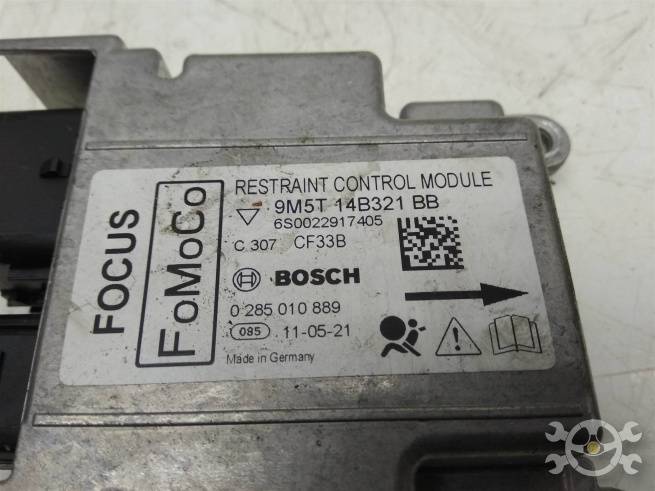 FOCUS
FoMoCo
RESTRAINT CONTROL MODULE
9M5T 14B321 BB
6S0022917405
C 307 CF33B
BOSCH
0 285 010 889
085 11-05-21
Made in Germany